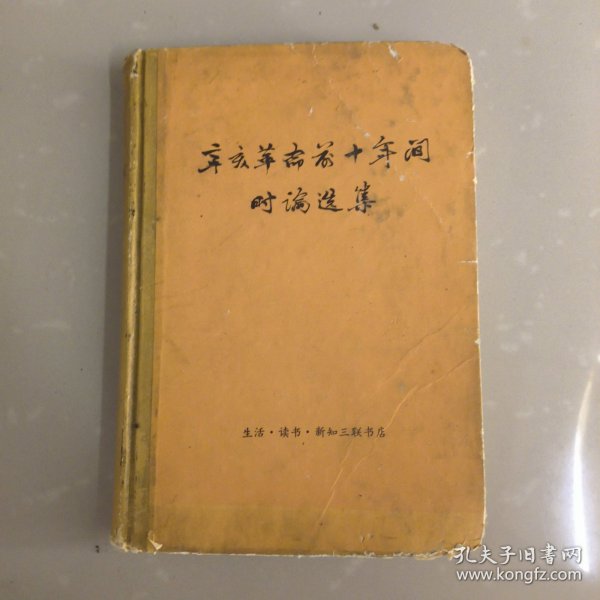 辛亥革命前十年间
时论选集
生活·读书·新知三联书店
孔夫子旧书网
www.kongfz.com